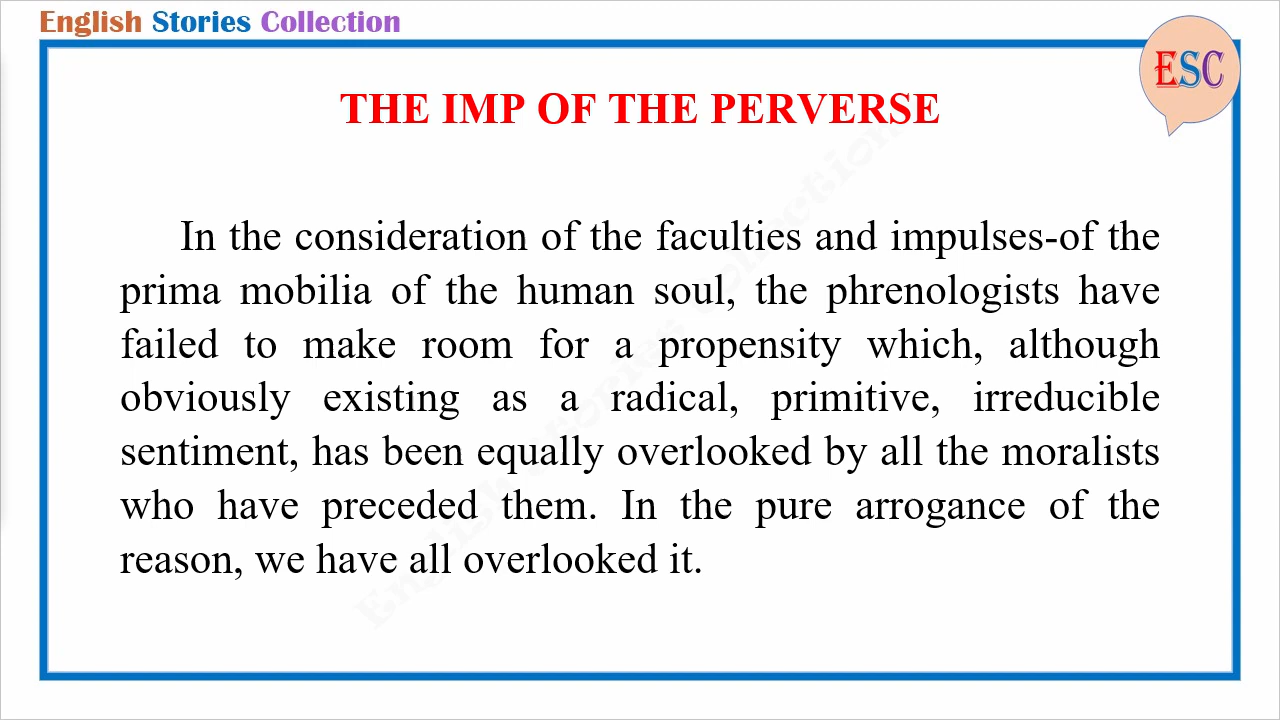 English Stories Collection
ESC
THE IMP OF THE PERVERSE
In the consideration of the faculties and impulses-of the
prima mobilia of the human soul, the phrenologists have
failed to make room for a propensity which, although
obviously existing as a radical, primitive, irreducible
sentiment, has been equally overlooked by all the moralists
who have preceded them. In the pure arrogance of the
reason, we have all overlooked it.
English Stories Collection